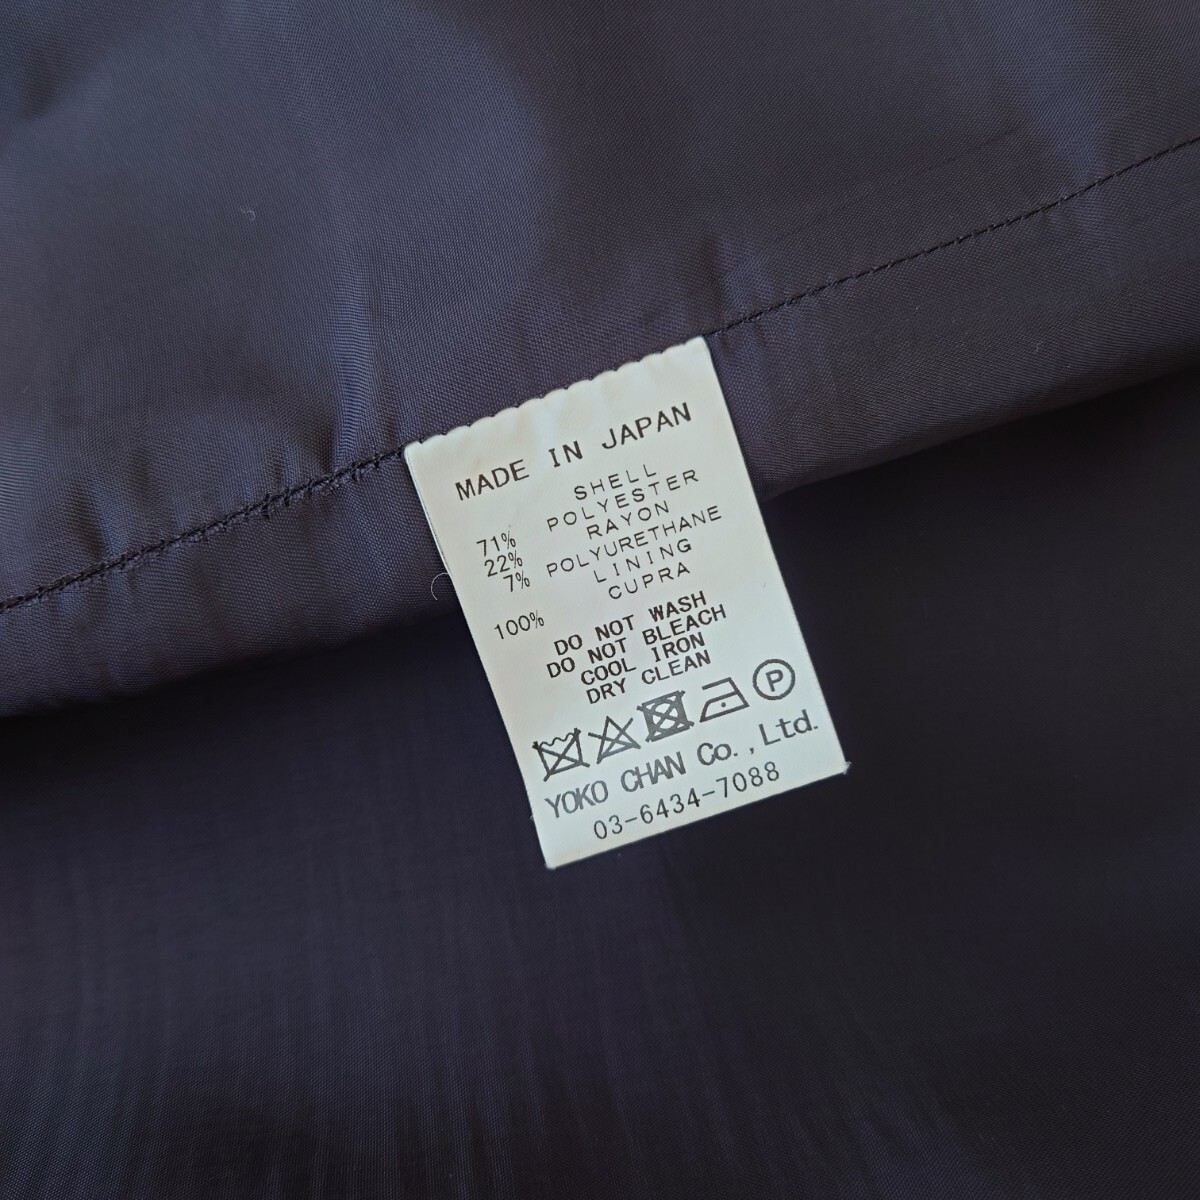 MADE IN JAPAN
SHELL
71% POLYESTER
22% RAYON
7% POLYURETHANE
LINING
100% CUPRA
DO NOT WASH
DO NOT BLEACH
COOL IRON
DRY CLEAN
P
YOKO CHAN Co., Ltd.
03-6434-7088